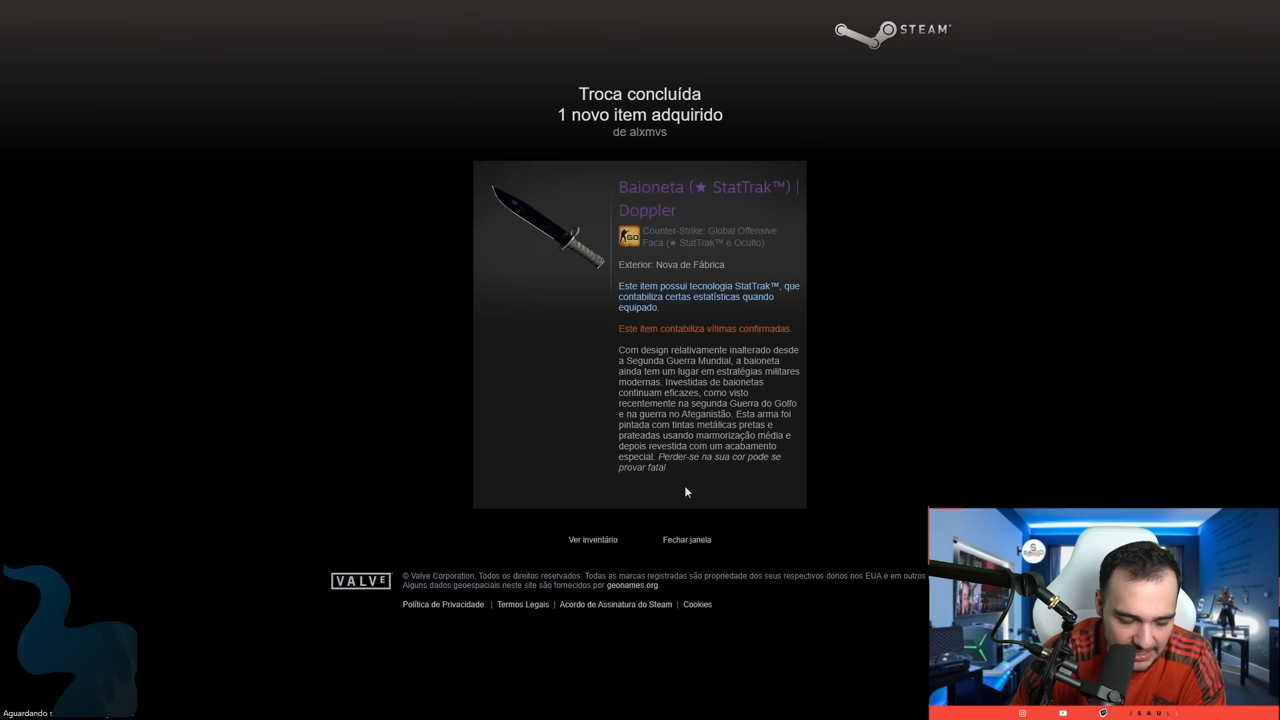 STEAM
Troca concluída
1 novo item adquirido
de alxmvs
Baioneta (★ StatTrak™) |
Doppler
GO
Counter-Strike: Global Offensive
Faca (★ StatTrak™ e Oculto)
Exterior: Nova de Fábrica
Este item possui tecnologia StatTrak™, que
contabiliza certas estatísticas quando
equipado.
Este item contabiliza vítimas confirmadas.
Com design relativamente inalterado desde
a Segunda Guerra Mundial, a baioneta
ainda tem um lugar em estratégias militares
modernas. Investidas de baionetas
continuam eficazes, como visto
recentemente na segunda Guerra do Golfo
e na guerra no Afeganistão. Esta arma foi
pintada com tintas metálicas pretas e
prateadas usando marmorização média e
depois revestida com um acabamento
especial. Perder-se na sua cor pode se
provar fatal
Ver inventário
Fechar janela
VALVE
© Valve Corporation. Todos os direitos reservados. Todas as marcas registradas são propriedade dos seus respectivos donos nos EUA e em outros
Alguns dados geoespaciais neste site são fornecidos por geonames.org.
Política de Privacidade | Termos Legais | Acordo de Assinatura do Steam | Cookies
Aguardando
/ S A U L